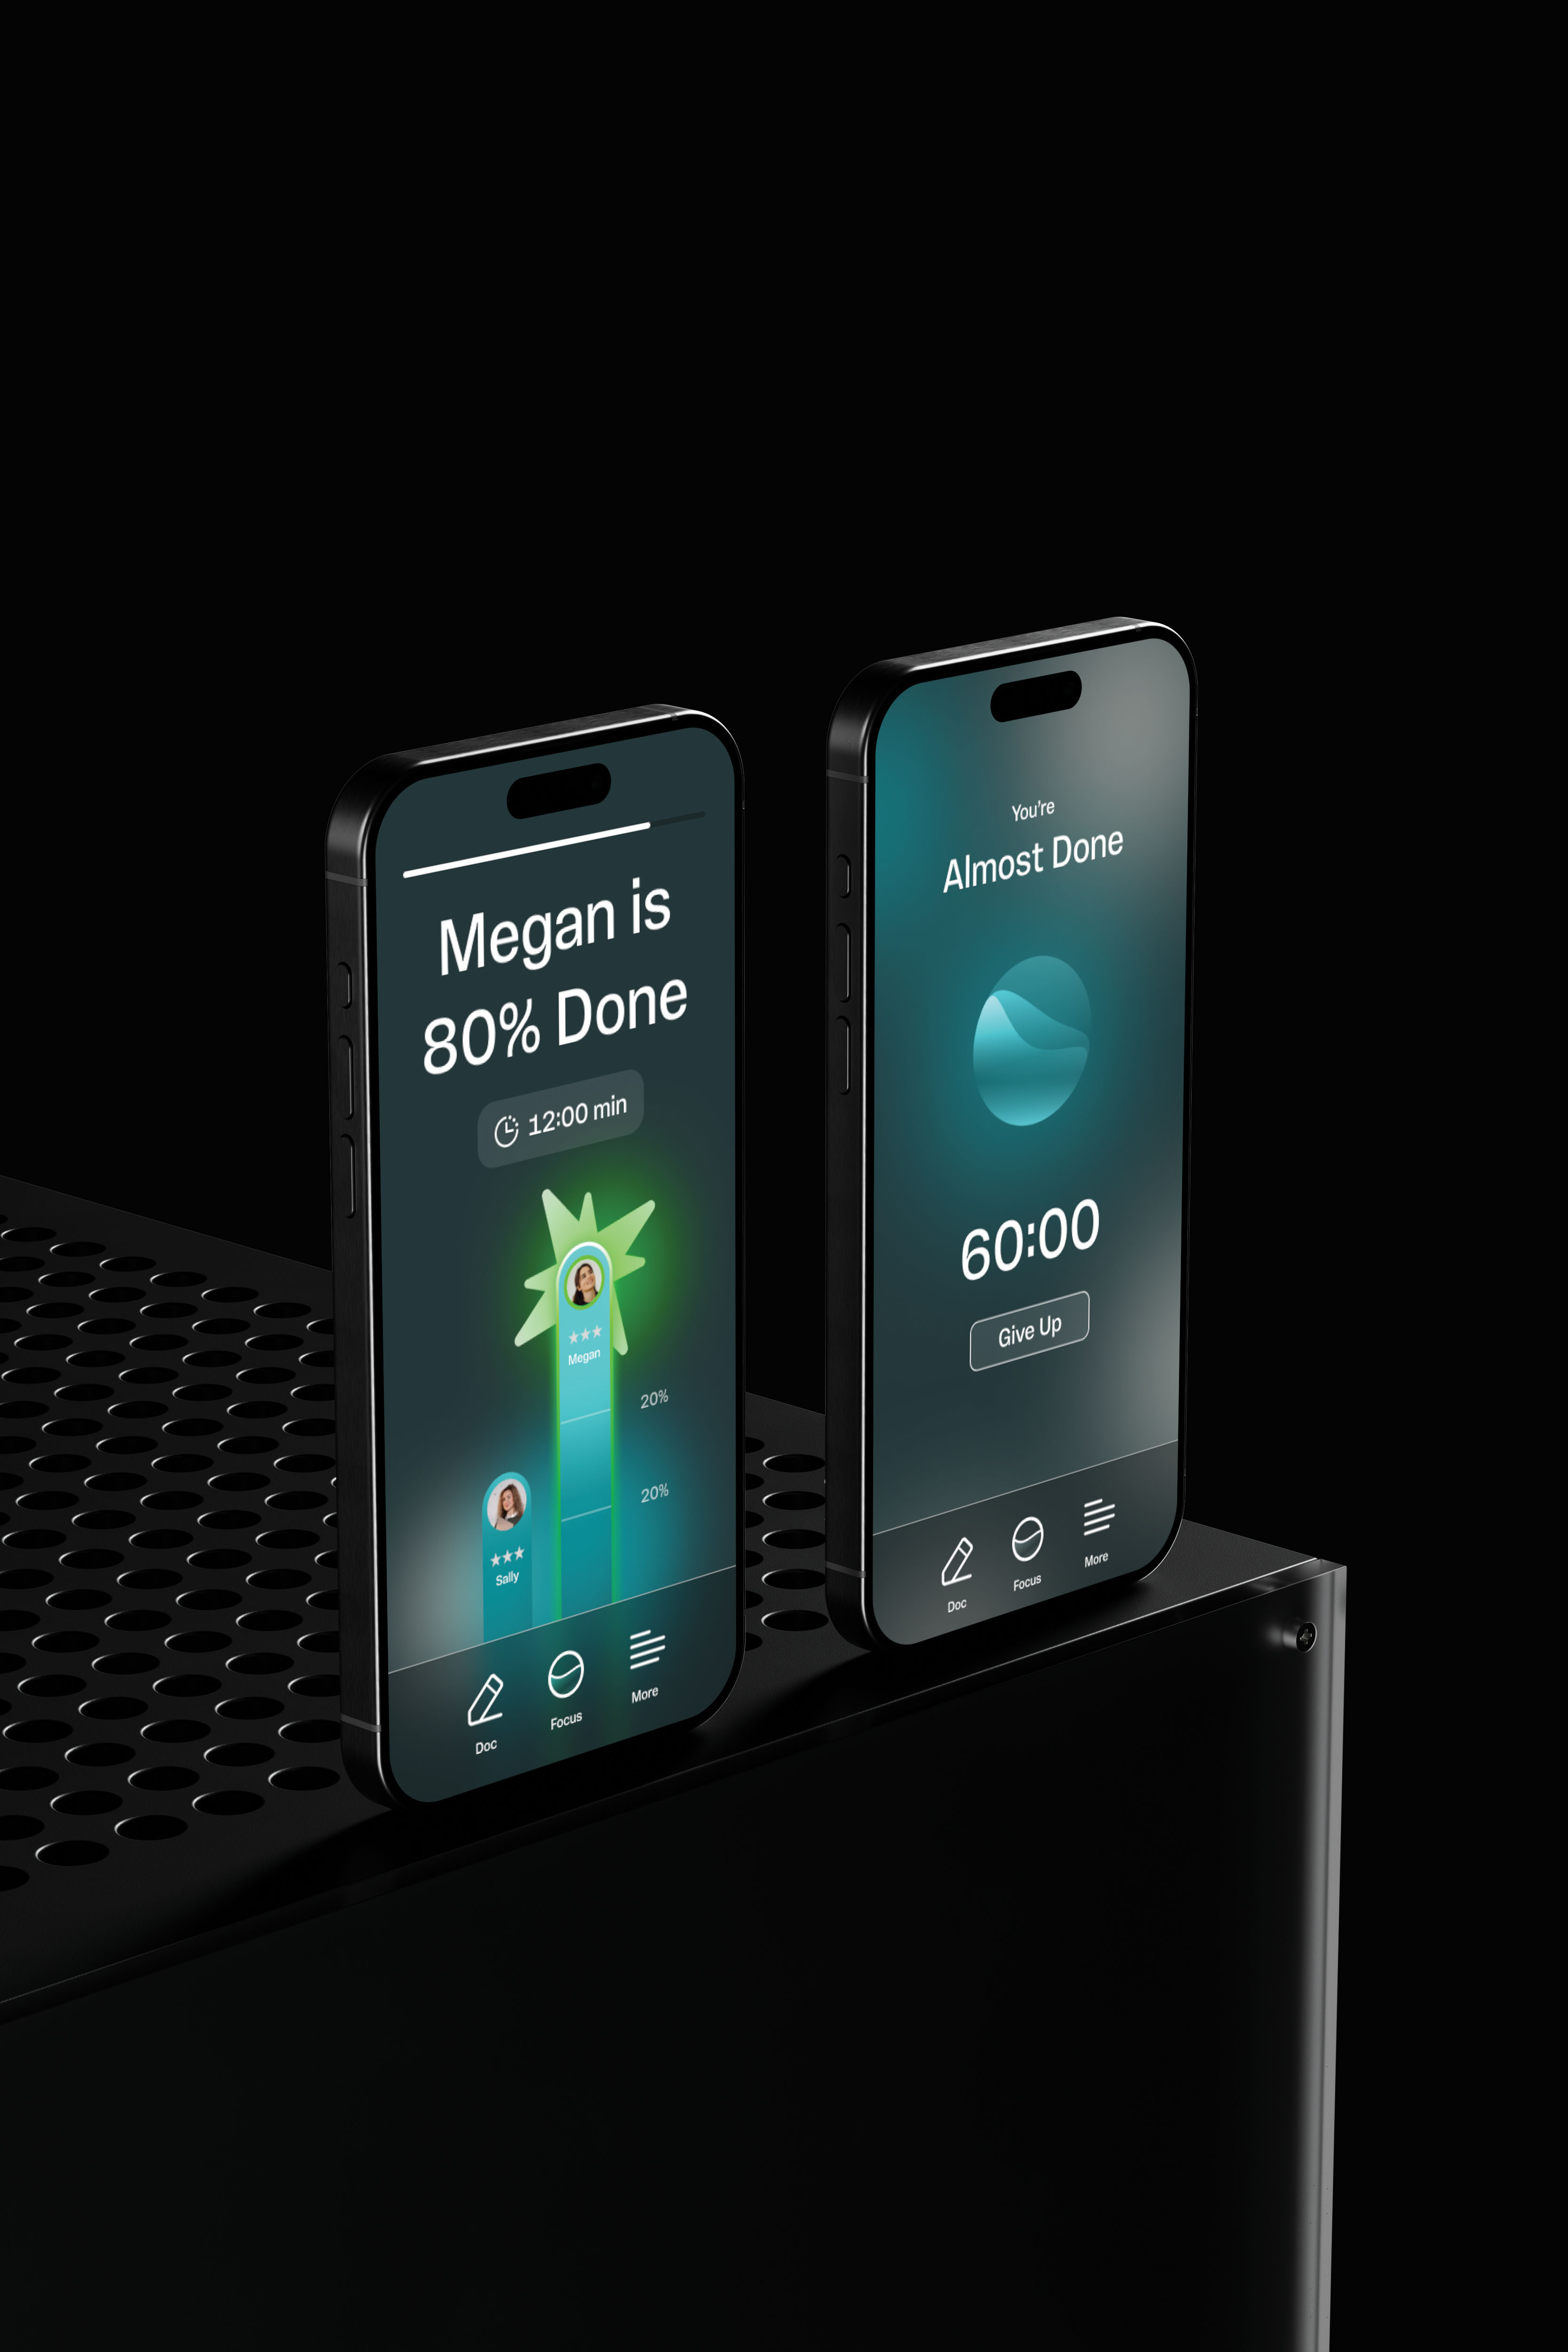 Megan is
80% Done
12:00 min
★★★
Megan
20%
20%
★★★
Sally
Doc
Focus
More
You're
Almost Done
60:00
Give Up
Doc
Focus
More